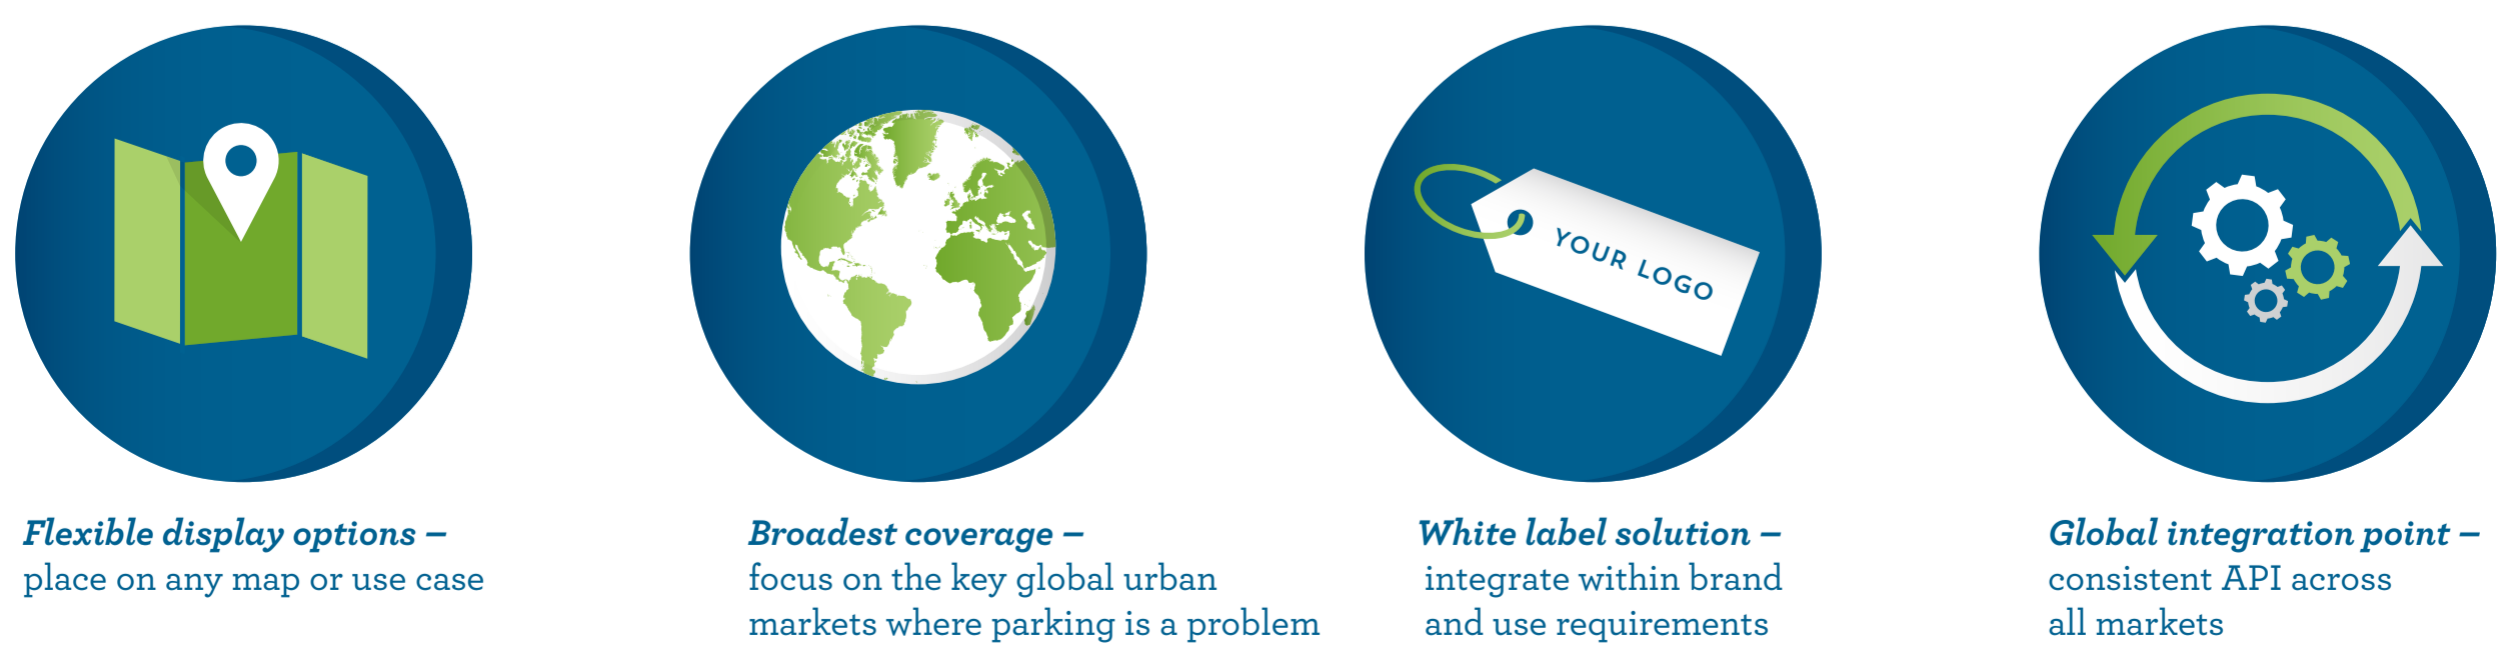 YOUR LOGO
Flexible display options –
place on any map or use case
Broadest coverage –
focus on the key global urban
markets where parking is a problem
White label solution –
integrate within brand
and use requirements
Global integration point –
consistent API across
all markets